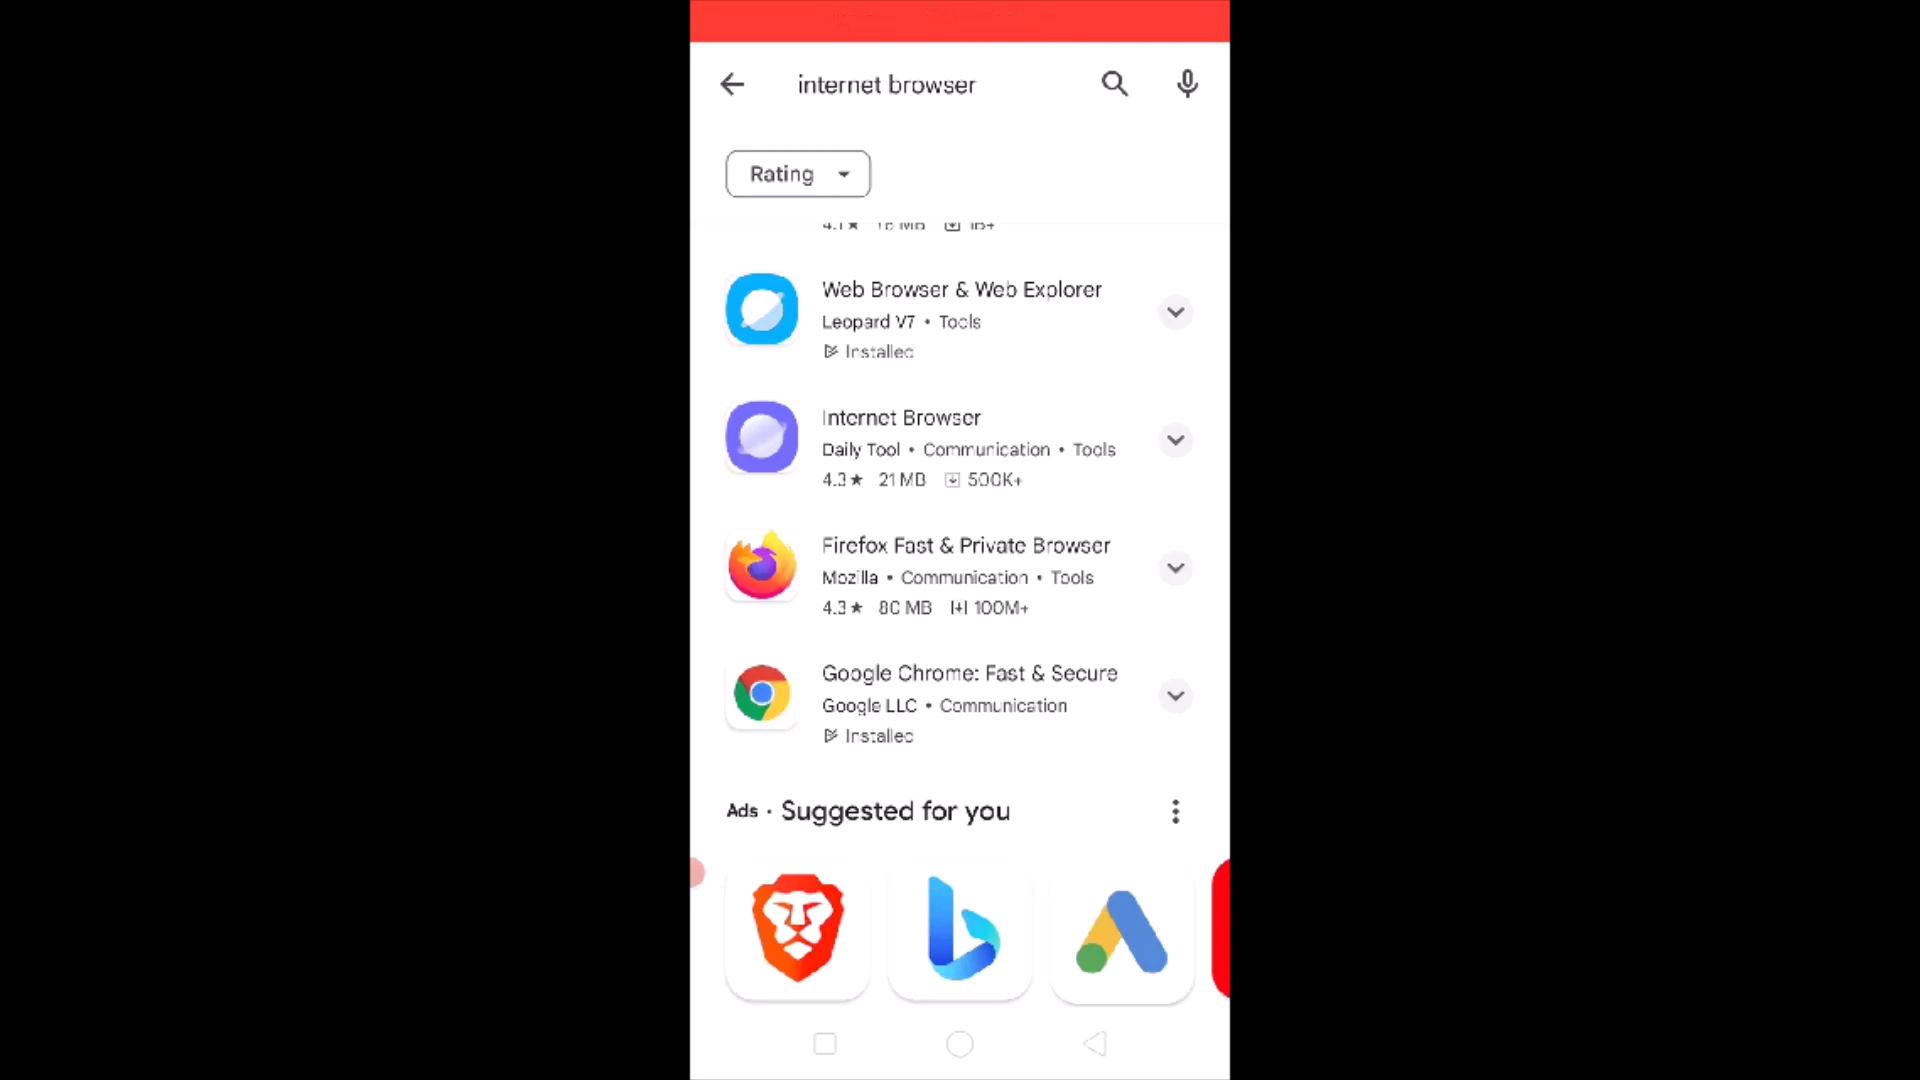 internet browser
Rating
Web Browser & Web Explorer
Leopard V7 • Tools
Installed
Internet Browser
Daily Tool • Communication • Tools
4.3★ 21 MB 500K+
Firefox Fast & Private Browser
Mozilla • Communication • Tools
4.3★ 80 MB 100M+
Google Chrome: Fast & Secure
Google LLC • Communication
Installed
Ads · Suggested for you